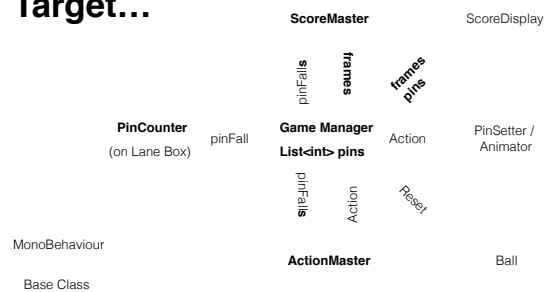 Target…
ScoreMaster
ScoreDisplay
pinFalls
frames
frames
pins
PinCounter
(on Lane Box)
pinFall
Game Manager
List<int> pins
Action
PinSetter /
Animator
pinFalls
Action
Reset
MonoBehaviour
Base Class
ActionMaster
Ball